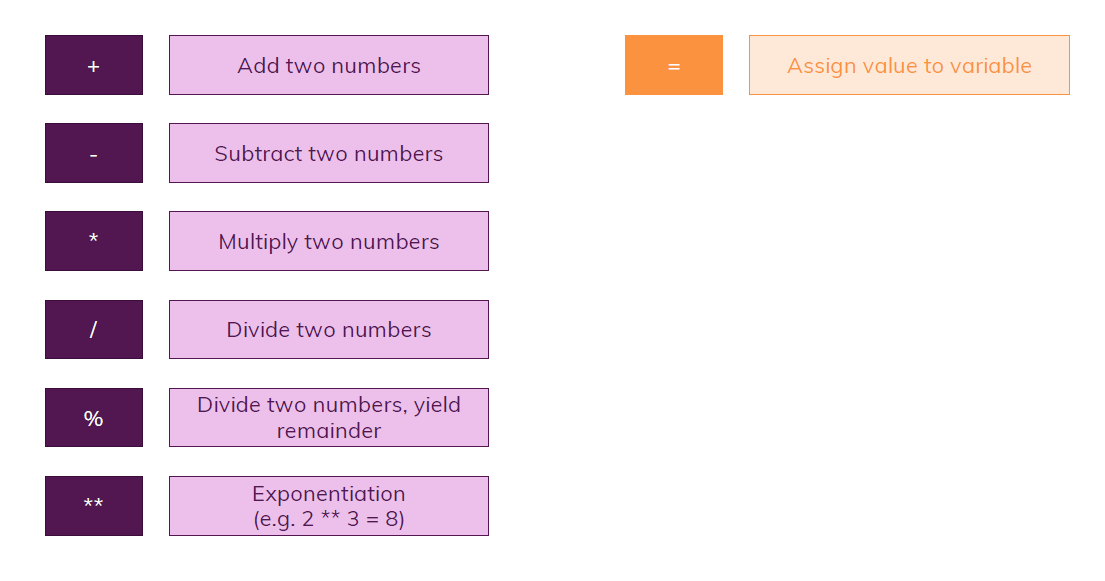 +
Add two numbers
=
Assign value to variable
-
Subtract two numbers
*
Multiply two numbers
/
Divide two numbers
%
Divide two numbers, yield
remainder
**
Exponentiation
(e.g. 2 ** 3 = 8)